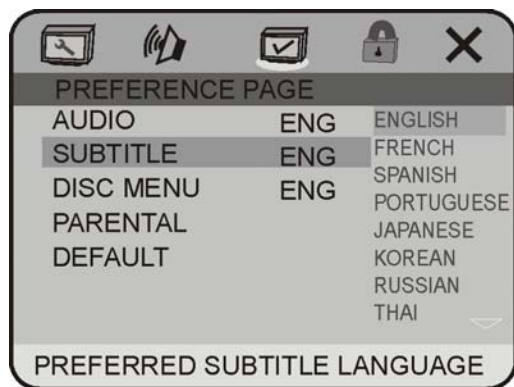 PREFERENCE PAGE
AUDIO ENG
SUBTITLE ENG
DISC MENU ENG
PARENTAL
DEFAULT
ENGLISH
FRENCH
SPANISH
PORTUGUESE
JAPANESE
KOREAN
RUSSIAN
THAI
PREFERRED SUBTITLE LANGUAGE